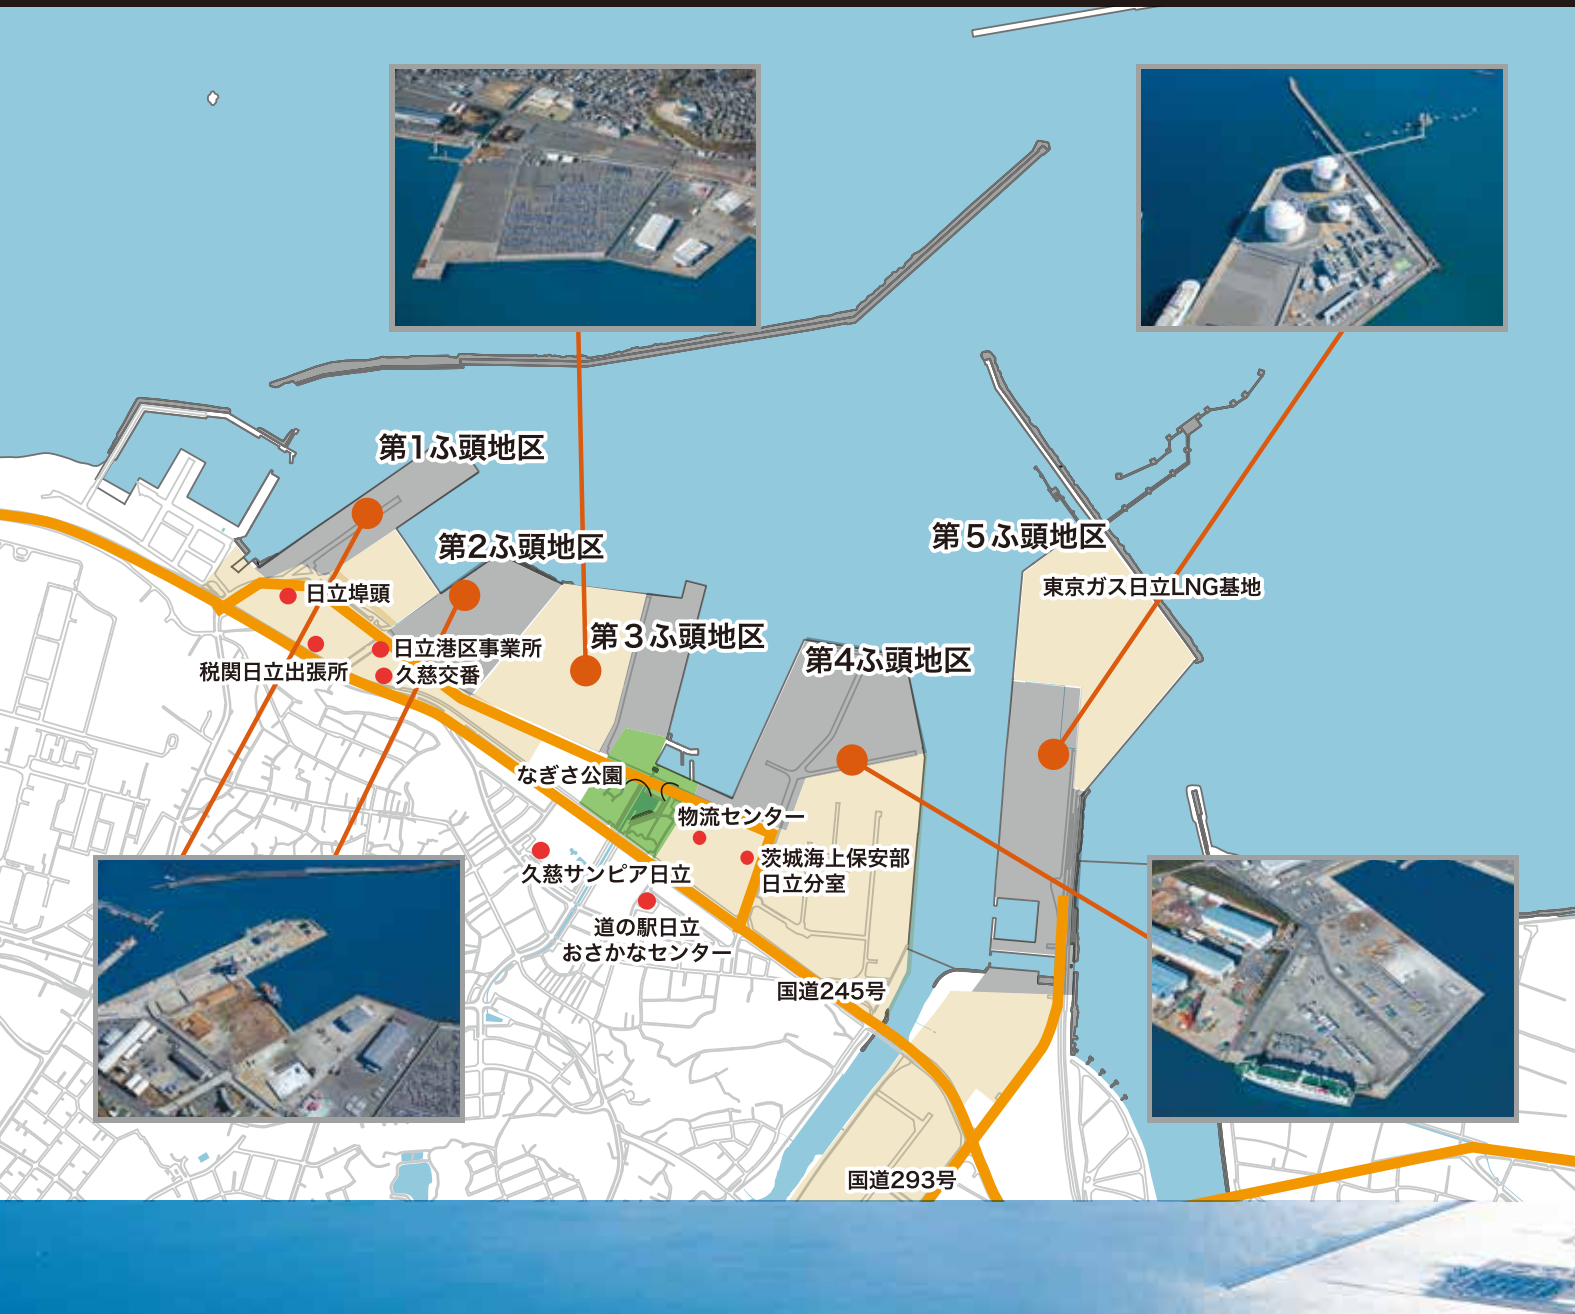 第1ふ頭地区
第2ふ頭地区
第5ふ頭地区
東京ガス日立LNG基地
日立埠頭
第3ふ頭地区
日立港区事業所
第4ふ頭地区
税関日立出張所
久慈交番
なぎさ公園
物流センター
茨城海上保安部
日立分室
久慈サンピア日立
道の駅日立
おさかなセンター
国道245号
国道293号